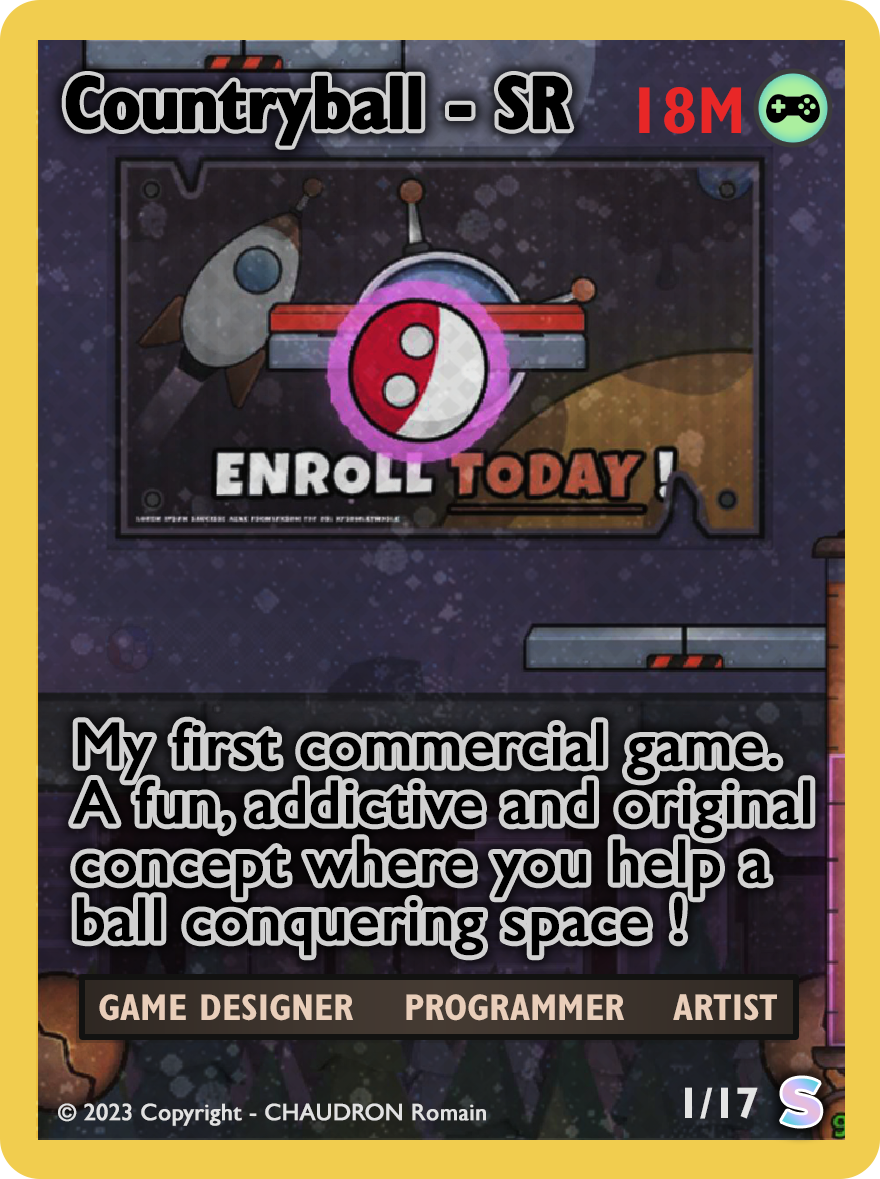 Countryball - SR
18M
ENROLL TODAY !
My first commercial game.
A fun, addictive and original
concept where you help a
ball conquering space !
GAME DESIGNER PROGRAMMER ARTIST
© 2023 Copyright - CHAUDRON Romain
1/17 S